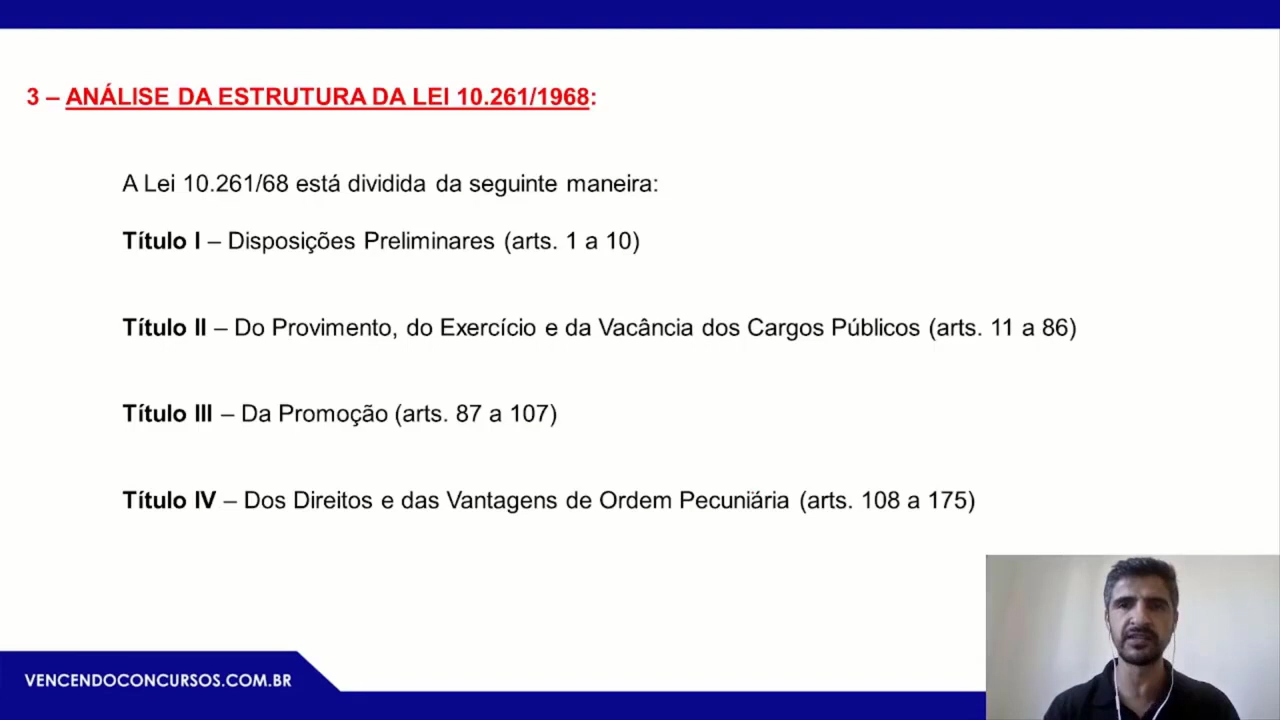 3 – ANÁLISE DA ESTRUTURA DA LEI 10.261/1968:
A Lei 10.261/68 está dividida da seguinte maneira:
Título I – Disposições Preliminares (arts. 1 a 10)
Título II – Do Provimento, do Exercício e da Vacância dos Cargos Públicos (arts. 11 a 86)
Título III – Da Promoção (arts. 87 a 107)
Título IV – Dos Direitos e das Vantagens de Ordem Pecuniária (arts. 108 a 175)
VENCENDOCONCURSOS.COM.BR